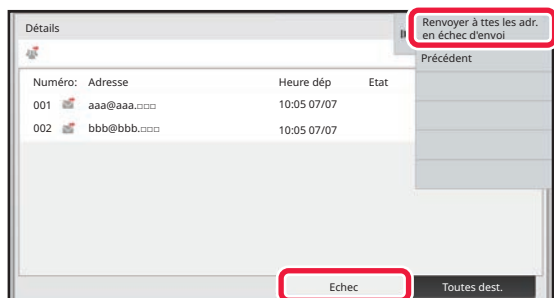 Détails
Renvoyer à ttes les adr.
en échec d'envoi
Précédent
Numéro: Adresse Heure dép Etat
001 aaa@aaa.□□□ 10:05 07/07
002 bbb@bbb.□□□ 10:05 07/07
Echec Toutes dest.